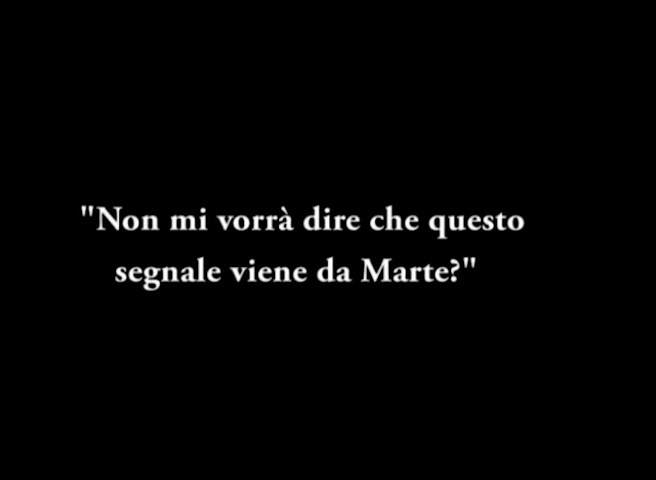 "Non mi vorrà dire che questo
segnale viene da Marte?"